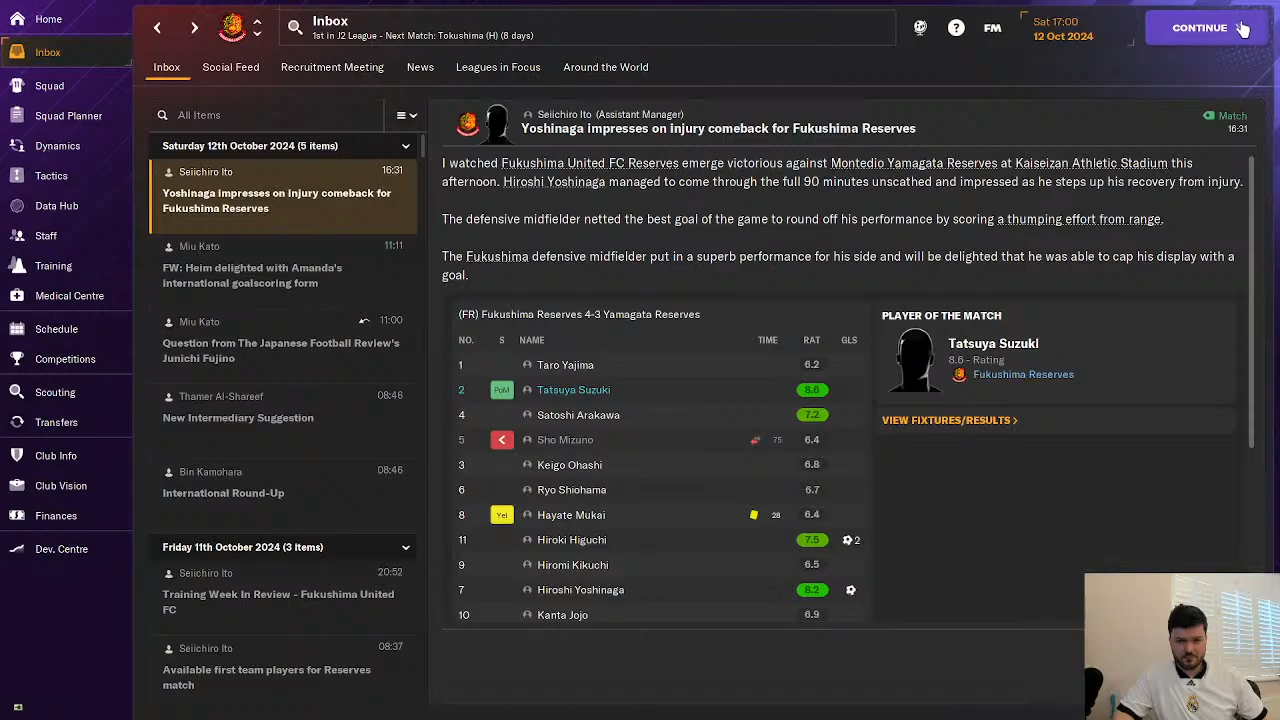 Home
Inbox
Squad
Squad Planner
Dynamics
Tactics
Data Hub
Staff
Training
Medical Centre
Schedule
Competitions
Scouting
Transfers
Club Info
Club Vision
Finances
Dev. Centre
Inbox
1st in J2 League - Next Match: Tokushima(H) (8 days)
FM
Sat 17:00
12 Oct 2024
CONTINUE
Inbox
Social Feed
Recruitment Meeting
News
Leagues in Focus
Around the World
All Items
Saturday 12th October 2024 (5 items)
Seiichiro Ito 16:31
Yoshinaga impresses on injury comeback for
Fukushima Reserves
Miu Kato 11:11
FW: Heim delighted with Amanda's
international goalscoring form
Miu Kato 11:00
Question from The Japanese Football Review's
Junichi Fujino
Thamer Al-Shareef 08:46
New Intermediary Suggestion
Bin Kamohara 08:46
International Round-Up
Friday 11th October 2024 (3 items)
Seiichiro Ito 20:52
Training Week In Review - Fukushima United
FC
Seiichiro Ito 08:37
Available first team players for Reserves
match
Seiichiro Ito (Assistant Manager)
Yoshinaga impresses on injury comeback for Fukushima Reserves
Match
16:31
I watched Fukushima United FC Reserves emerge victorious against Montedio Yamagata Reserves at Kaiseizan Athletic Stadium this
afternoon. Hiroshi Yoshinaga managed to come through the full 90 minutes unscathed and impressed as he steps up his recovery from injury.
The defensive midfielder netted the best goal of the game to round off his performance by scoring a thumping effort from range.
The Fukushima defensive midfielder put in a superb performance for his side and will be delighted that he was able to cap his display with a
goal.
(FR) Fukushima Reserves 4-3 Yamagata Reserves
NO. S NAME TIME RAT GLS
1 Taro Yajima 6.2
2 PoM Tatsuya Suzuki 8.6
4 Satoshi Arakawa 7.2
5 Sho Mizuno 75 6.4
3 Keigo Ohashi 6.8
6 Ryo Shiohama 6.7
8 Yel Hayate Mukai 28 6.4
11 Hiroki Higuchi 7.5 2
9 Hiromi Kikuchi 6.5
7 Hiroshi Yoshinaga 8.2
10 Kanta Jojo 6.9
PLAYER OF THE MATCH
Tatsuya Suzuki
8.6 - Rating
Fukushima Reserves
VIEW FIXTURES/RESULTS >